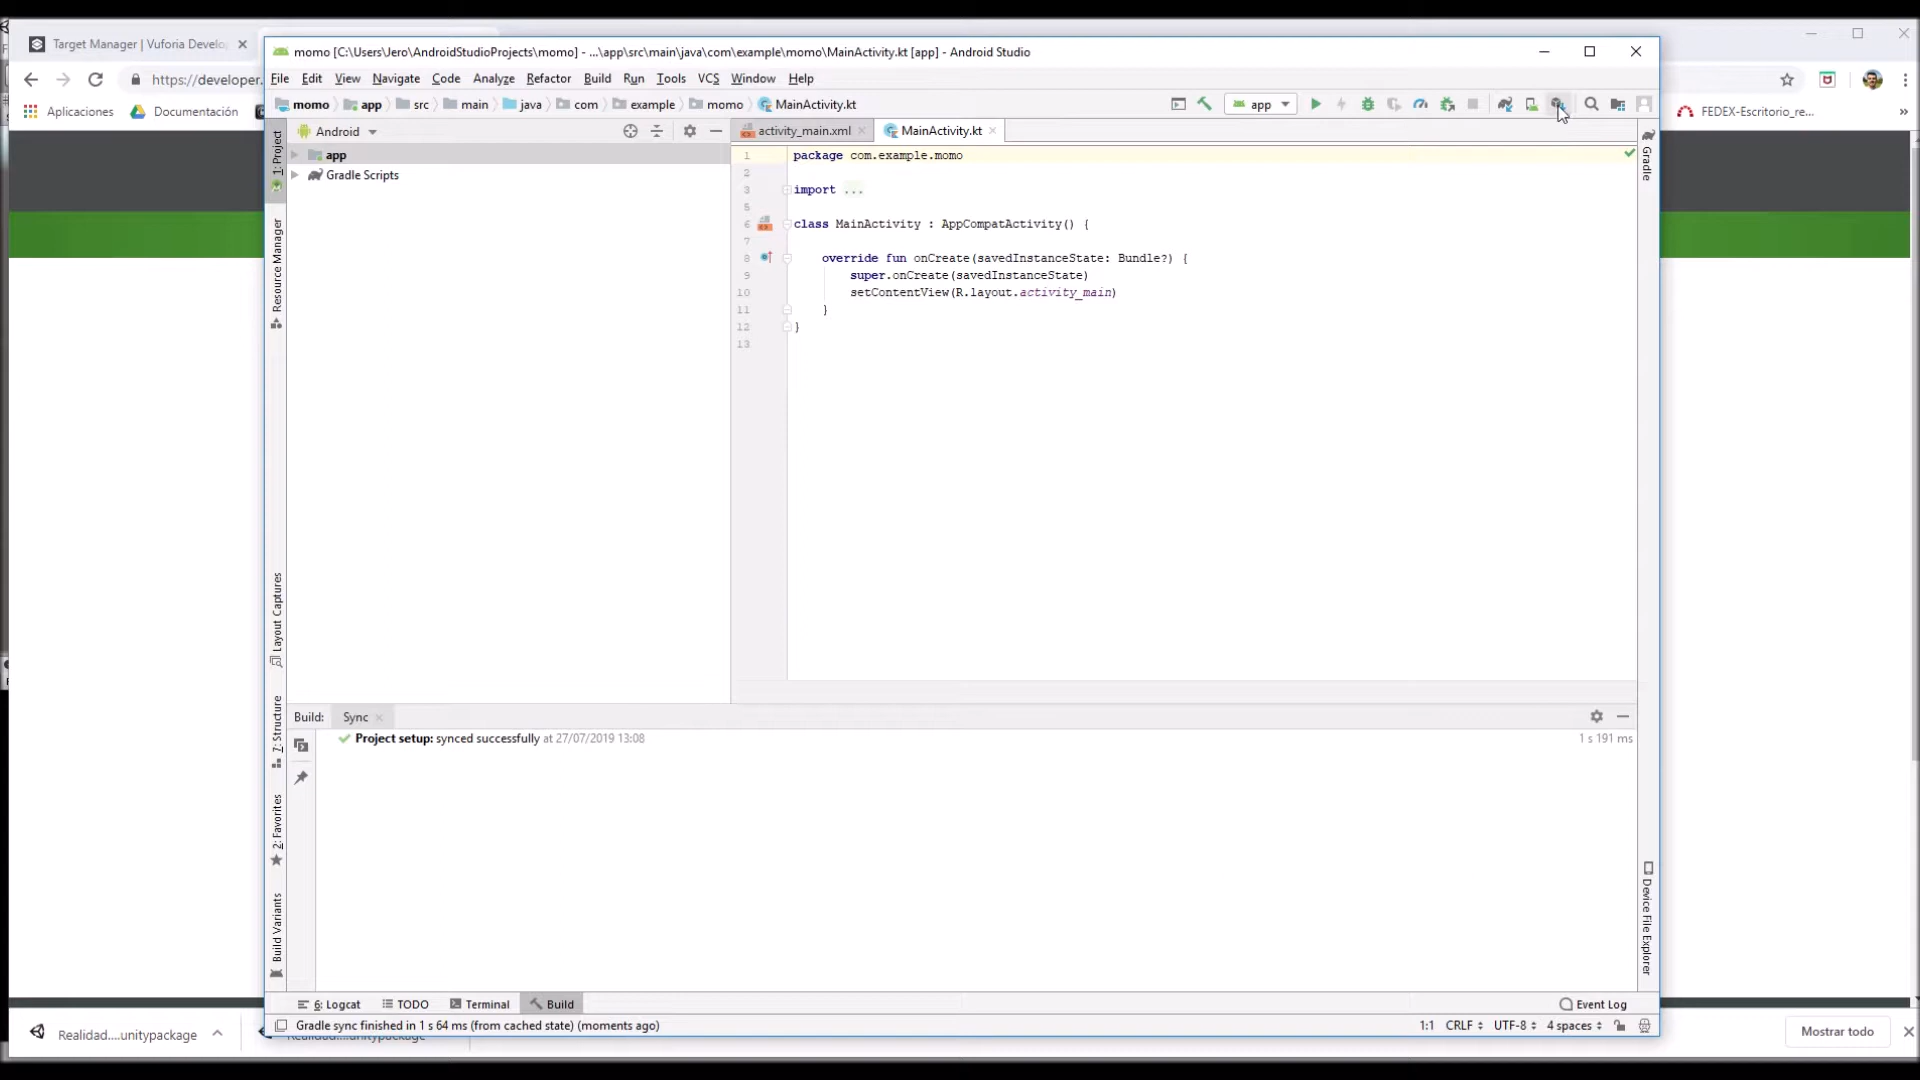 Target Manager | Vuforia Develo
momo [C:\Users\Jero\AndroidStudioProjects\momo] - ...\app\src\main\java\com\example\momo\MainActivity.kt [app] - Android Studio
https://developer.
File Edit View Navigate Code Analyze Refactor Build Run Tools VCS Window Help
Aplicaciones Documentación
momo app src main java com example momo MainActivity.kt app
FEDEX-Escritorio_re... »
1: Project
Android
activity_main.xml MainActivity.kt
app
Gradle Scripts
1 package com.example.momo
2
3 import ...
5
6 class MainActivity : AppCompatActivity() {
7
8 override fun onCreate(savedInstanceState: Bundle?) {
9 super.onCreate(savedInstanceState)
10 setContentView(R.layout.activity_main)
11 }
12 }
13
Gradle
Resource Manager
Layout Captures
Z: Structure
2: Favorites
Build Variants
Device File Explorer
Build: Sync
Project setup: synced successfully at 27/07/2019 13:08 1 s 191 ms
6: Logcat TODO Terminal Build Event Log
Gradle sync finished in 1 s 64 ms (from cached state) (moments ago) 1:1 CRLF UTF-8 4 spaces
Realidad....unitypackage
Mostrar todo